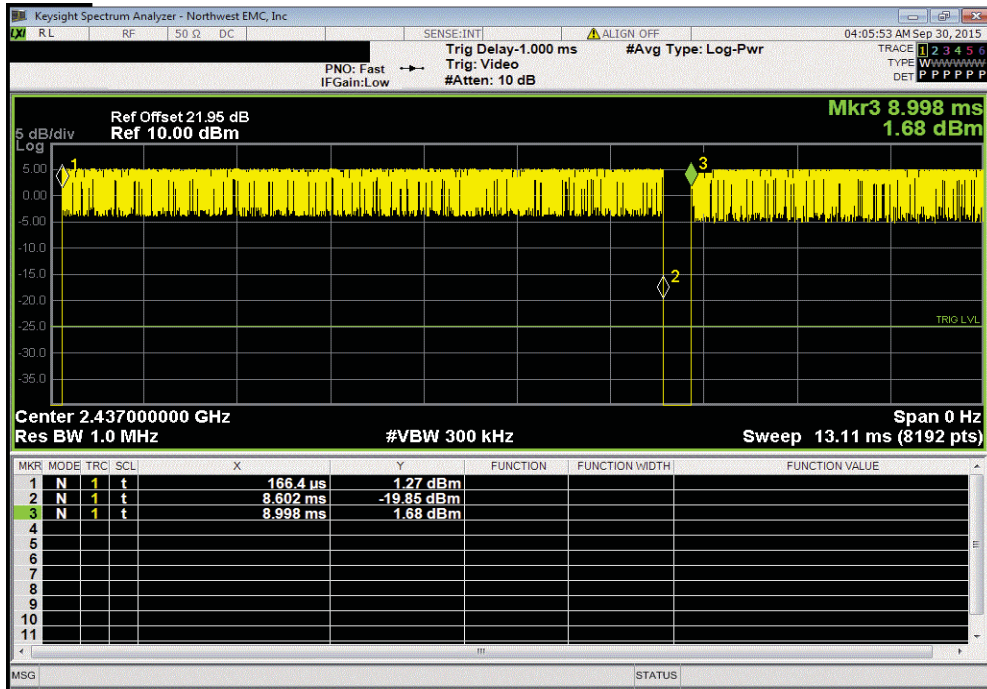 Keysight Spectrum Analyzer - Northwest EMC, Inc
LXI RL RF 50 Ω DC SENSE:INT ALIGN OFF 04:05:53 AM Sep 30, 2015
Trig Delay-1.000 ms #Avg Type: Log-Pwr TRACE 1 2 3 4 5 6
PNO: Fast Trig: Video TYPE WWWWWW
IFGain:Low #Atten: 10 dB DET P P P P P P
Mkr3 8.998 ms
1.68 dBm
Ref Offset 21.95 dB
5 dB/div Ref 10.00 dBm
Log
1
3
5.00
0.00
-5.00
-10.0
-15.0
2
-20.0
TRIG LVL
-25.0
-30.0
-35.0
Center 2.437000000 GHz Span 0 Hz
Res BW 1.0 MHz #VBW 300 kHz Sweep 13.11 ms (8192 pts)
MKR MODE TRC SCL X Y FUNCTION FUNCTION WIDTH FUNCTION VALUE
1 N 1 t 166.4 µs 1.27 dBm
2 N 1 t 8.602 ms -19.85 dBm
3 N 1 t 8.998 ms 1.68 dBm
4
5
6
7
8
9
10
11
MSG STATUS